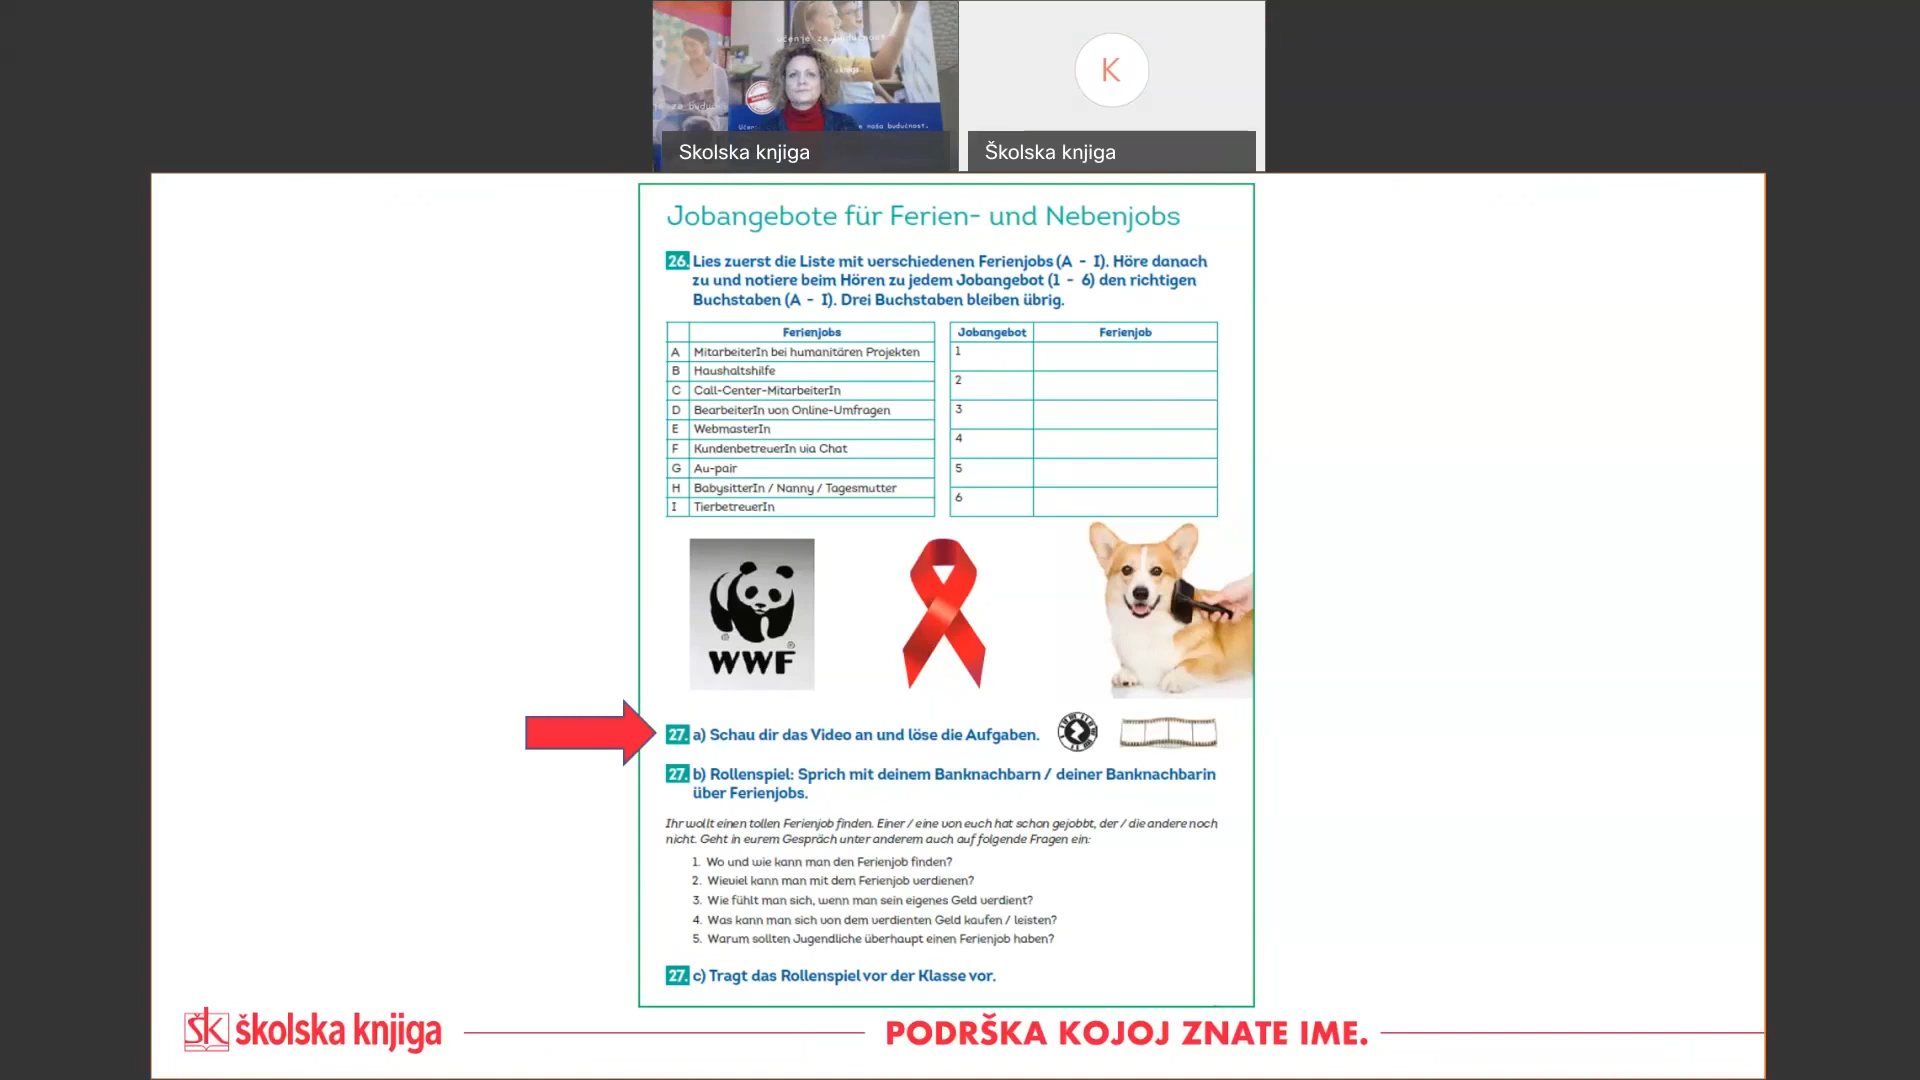 učenje za budućnost
knjiga
Skolska knjiga
K
Školska knjiga
Jobangebote für Ferien- und Nebenjobs
26. Lies zuerst die Liste mit verschiedenen Ferienjobs (A - I). Höre danach
zu und notiere beim Hören zu jedem Jobangebot (1 - 6) den richtigen
Buchstaben (A - I). Drei Buchstaben bleiben übrig.
Ferienjobs
A MitarbeiterIn bei humanitären Projekten
B Haushaltshilfe
C Call-Center-MitarbeiterIn
D BearbeiterIn von Online-Umfragen
E WebmasterIn
F KundenbetreuerIn via Chat
G Au-pair
H BabysitterIn / Nanny / Tagesmutter
I TierbetreuerIn
Jobangebot Ferienjob
1
2
3
4
5
6
WWF
27. a) Schau dir das Video an und löse die Aufgaben.
27. b) Rollenspiel: Sprich mit deinem Banknachbarn / deiner Banknachbarin
über Ferienjobs.
Ihr wollt einen tollen Ferienjob finden. Einer / eine von euch hat schon gejobbt, der / die andere noch
nicht. Geht in eurem Gespräch unter anderem auch auf folgende Fragen ein:
1. Wo und wie kann man den Ferienjob finden?
2. Wieviel kann man mit dem Ferienjob verdienen?
3. Wie fühlt man sich, wenn man sein eigenes Geld verdient?
4. Was kann man sich von dem verdienten Geld kaufen / leisten?
5. Warum sollten Jugendliche überhaupt einen Ferienjob haben?
27. c) Tragt das Rollenspiel vor der Klasse vor.
ŠK školska knjiga
PODRŠKA KOJOJ ZNATE IME.